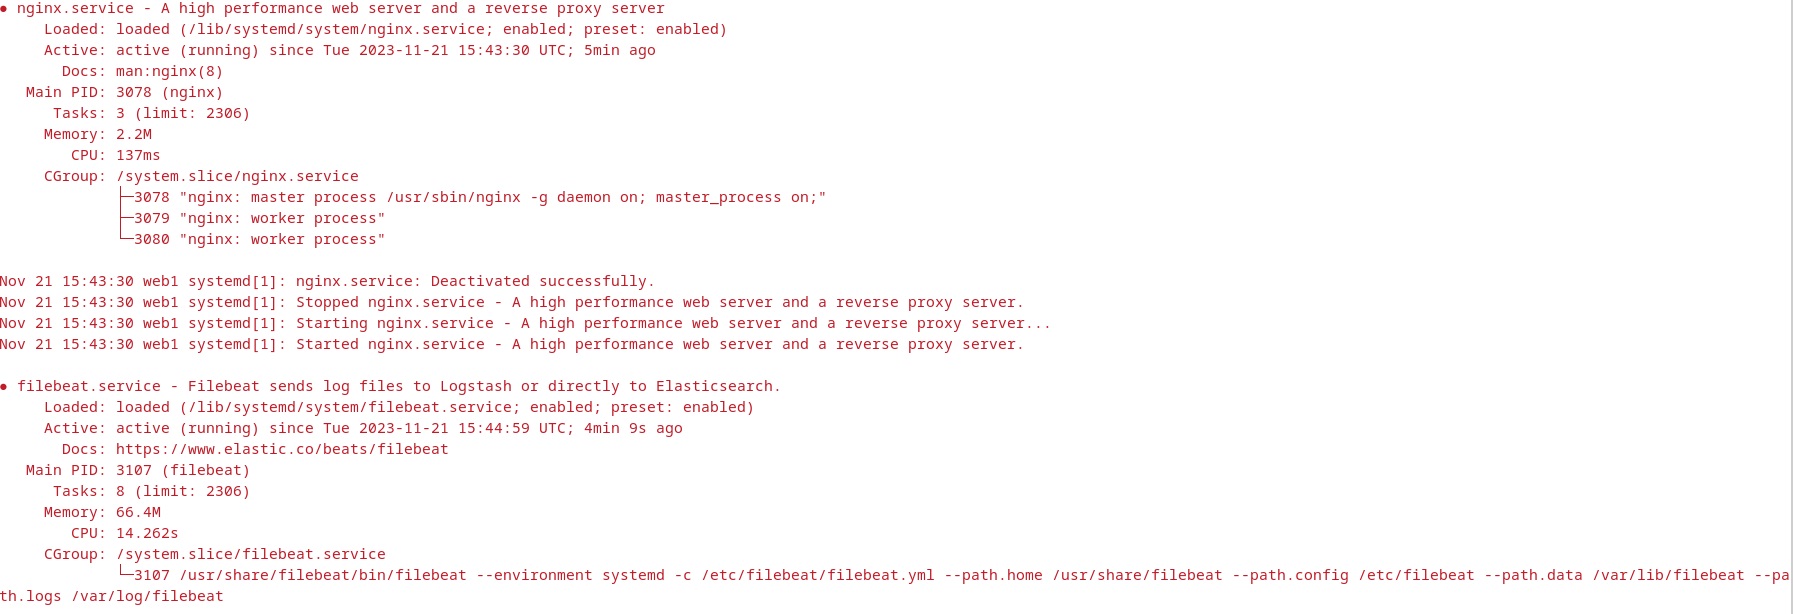 ● nginx.service - A high performance web server and a reverse proxy server
     Loaded: loaded (/lib/systemd/system/nginx.service; enabled; preset: enabled)
     Active: active (running) since Tue 2023-11-21 15:43:30 UTC; 5min ago
       Docs: man:nginx(8)
   Main PID: 3078 (nginx)
      Tasks: 3 (limit: 2306)
     Memory: 2.2M
        CPU: 137ms
     CGroup: /system.slice/nginx.service
             ├─3078 "nginx: master process /usr/sbin/nginx -g daemon on; master_process on;"
             ├─3079 "nginx: worker process"
             └─3080 "nginx: worker process"

Nov 21 15:43:30 web1 systemd[1]: nginx.service: Deactivated successfully.
Nov 21 15:43:30 web1 systemd[1]: Stopped nginx.service - A high performance web server and a reverse proxy server.
Nov 21 15:43:30 web1 systemd[1]: Starting nginx.service - A high performance web server and a reverse proxy server...
Nov 21 15:43:30 web1 systemd[1]: Started nginx.service - A high performance web server and a reverse proxy server.

● filebeat.service - Filebeat sends log files to Logstash or directly to Elasticsearch.
     Loaded: loaded (/lib/systemd/system/filebeat.service; enabled; preset: enabled)
     Active: active (running) since Tue 2023-11-21 15:44:59 UTC; 4min 9s ago
       Docs: https://www.elastic.co/beats/filebeat
   Main PID: 3107 (filebeat)
      Tasks: 8 (limit: 2306)
     Memory: 66.4M
        CPU: 14.262s
     CGroup: /system.slice/filebeat.service
             └─3107 /usr/share/filebeat/bin/filebeat --environment systemd -c /etc/filebeat/filebeat.yml --path.home /usr/share/filebeat --path.config /etc/filebeat --path.data /var/lib/filebeat --pa
th.logs /var/log/filebeat